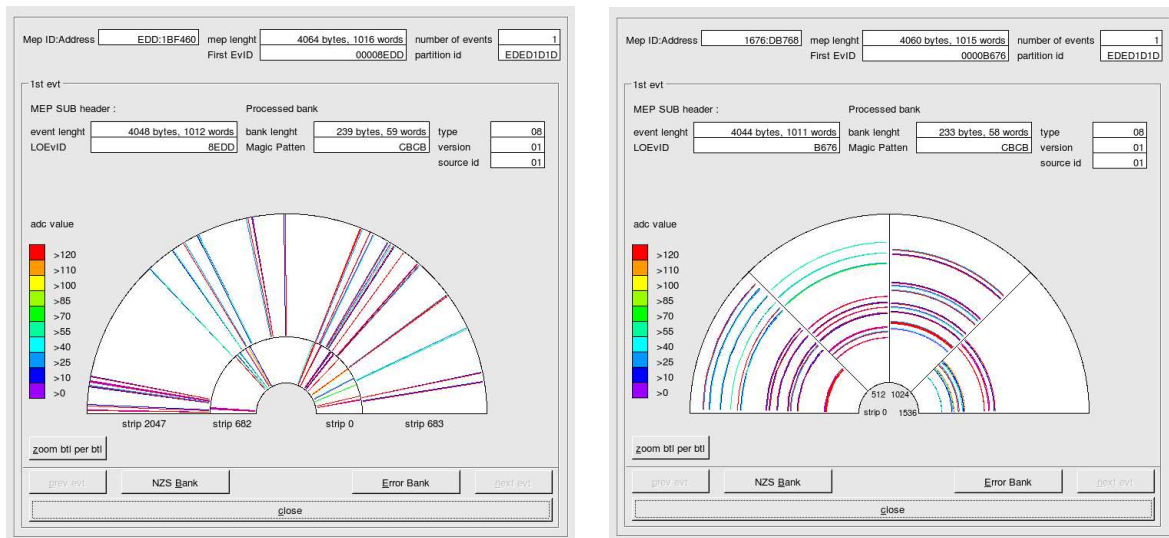 Mep ID:Address EDD:1BF460 mep lenght 4064 bytes, 1016 words number of events 1
First EvID 00008EDD partition id EDED1D1D
1st evt
MEP SUB header : Processed bank
event lenght 4048 bytes, 1012 words bank lenght 239 bytes, 59 words type 08
LOEvID 8EDD Magic Patten CBCB version 01
source id 01
adc value
>120
>110
>100
>85
>70
>55
>40
>25
>10
>0
strip 2047 strip 682 strip 0 strip 683
zoom btl per btl
prev evt NZS Bank Error Bank next evt
close
Mep ID:Address 1676:DB768 mep lenght 4060 bytes, 1015 words number of events 1
First EvID 0000B676 partition id EDED1D1D
1st evt
MEP SUB header : Processed bank
event lenght 4044 bytes, 1011 words bank lenght 233 bytes, 58 words type 08
LOEvID B676 Magic Patten CBCB version 01
source id 01
adc value
>120
>110
>100
>85
>70
>55
>40
>25
>10
>0
512 1024
strip 0 1536
zoom btl per btl
prev evt NZS Bank Error Bank next evt
close